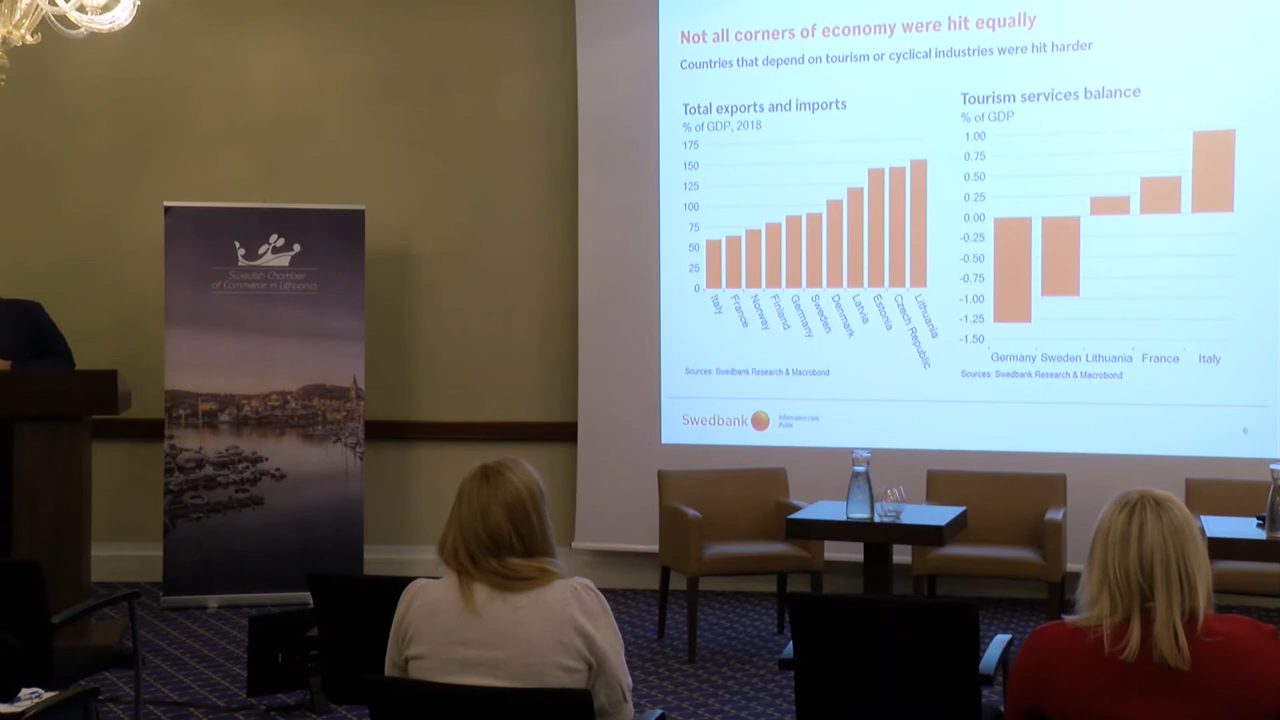 Not all corners of economy were hit equally
Countries that depend on tourism or cyclical industries were hit harder
Total exports and imports
% of GDP, 2018
175
150
125
100
75
50
25
0
Italy
France
Norway
Finland
Germany
Sweden
Denmark
Latvia
Estonia
Czech Republic
Lithuania
Sources: Swedbank Research & Macrobond
Tourism services balance
% of GDP
1.00
0.75
0.50
0.25
0.00
-0.25
-0.50
-0.75
-1.00
-1.25
-1.50
Germany Sweden Lithuania France Italy
Sources: Swedbank Research & Macrobond
Swedbank
Information class
Public
6
Swedish Chamber
of Commerce in Lithuania